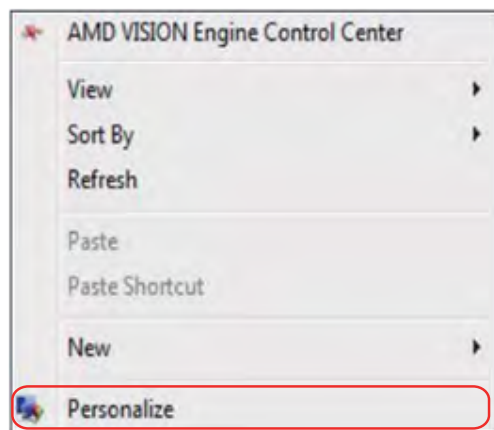 AMD VISION Engine Control Center
View
Sort By
Refresh
Paste
Paste Shortcut
New
Personalize